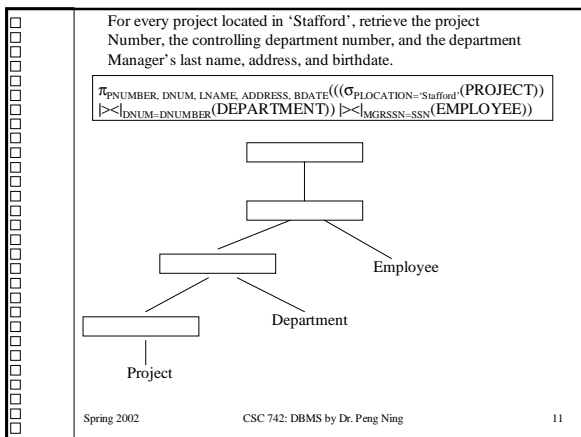 For every project located in ‘Stafford’, retrieve the project
Number, the controlling department number, and the department
Manager’s last name, address, and birthdate.
πPNUMBER, DNUM, LNAME, ADDRESS, BDATE(((σPLOCATION=‘Stafford’(PROJECT))
|><|DNUM=DNUMBER(DEPARTMENT)) |><|MGRSSN=SSN(EMPLOYEE))
Employee
Department
Project
Spring 2002 CSC 742: DBMS by Dr. Peng Ning 11